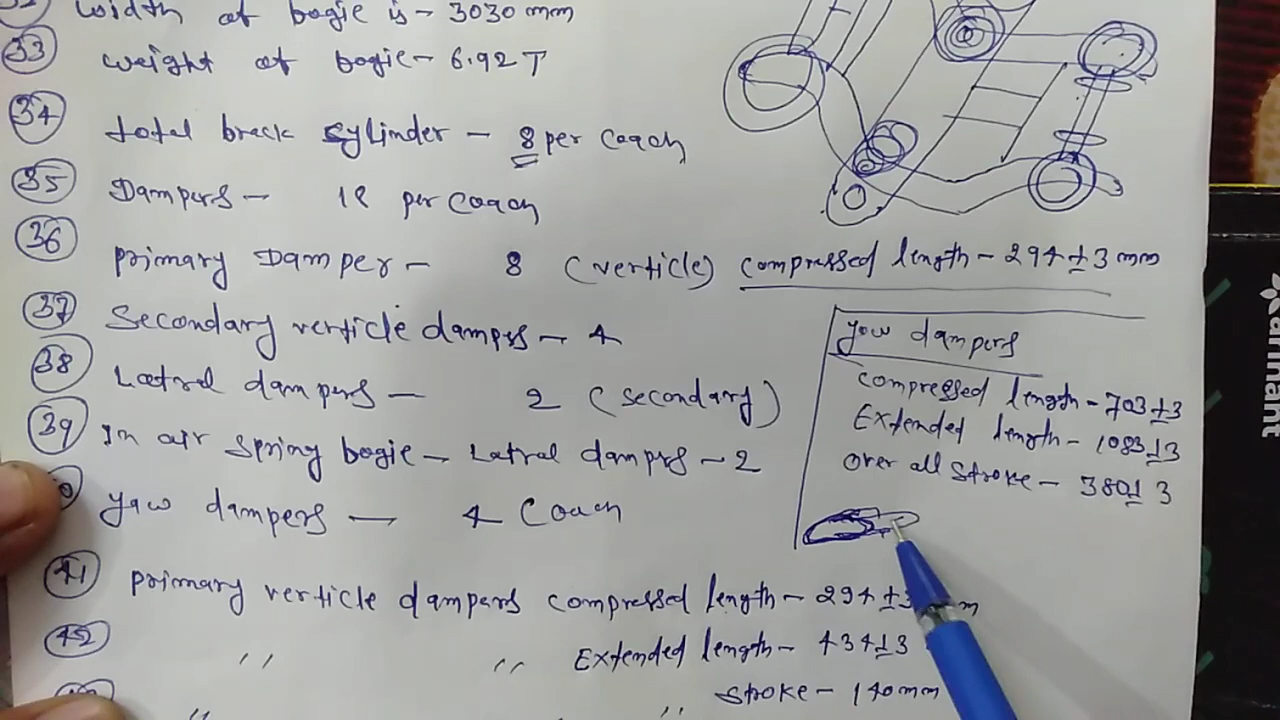 width of bogie is - 3030 mm
33 weight of bogie - 6.92 T
34 total breck cylinder - 8 per coach
35 Dampers - 18 per coach
36 primary Damper - 8 (verticle) compressed length - 294 ± 3 mm
37 Secondary verticle dampers - 4
38 Latral dampers - 2 (secondary)
39 In air spring bogie - Latral dampers - 2
yaw dampers - 4 coach
yaw dampers
compressed length - 703 ± 3
Extended length - 1083 ± 3
over all stroke - 380 ± 3
41 primary verticle dampers compressed length - 294 ± 3 m
42 " " Extended length - 434 ± 3
" " stroke - 140 mm